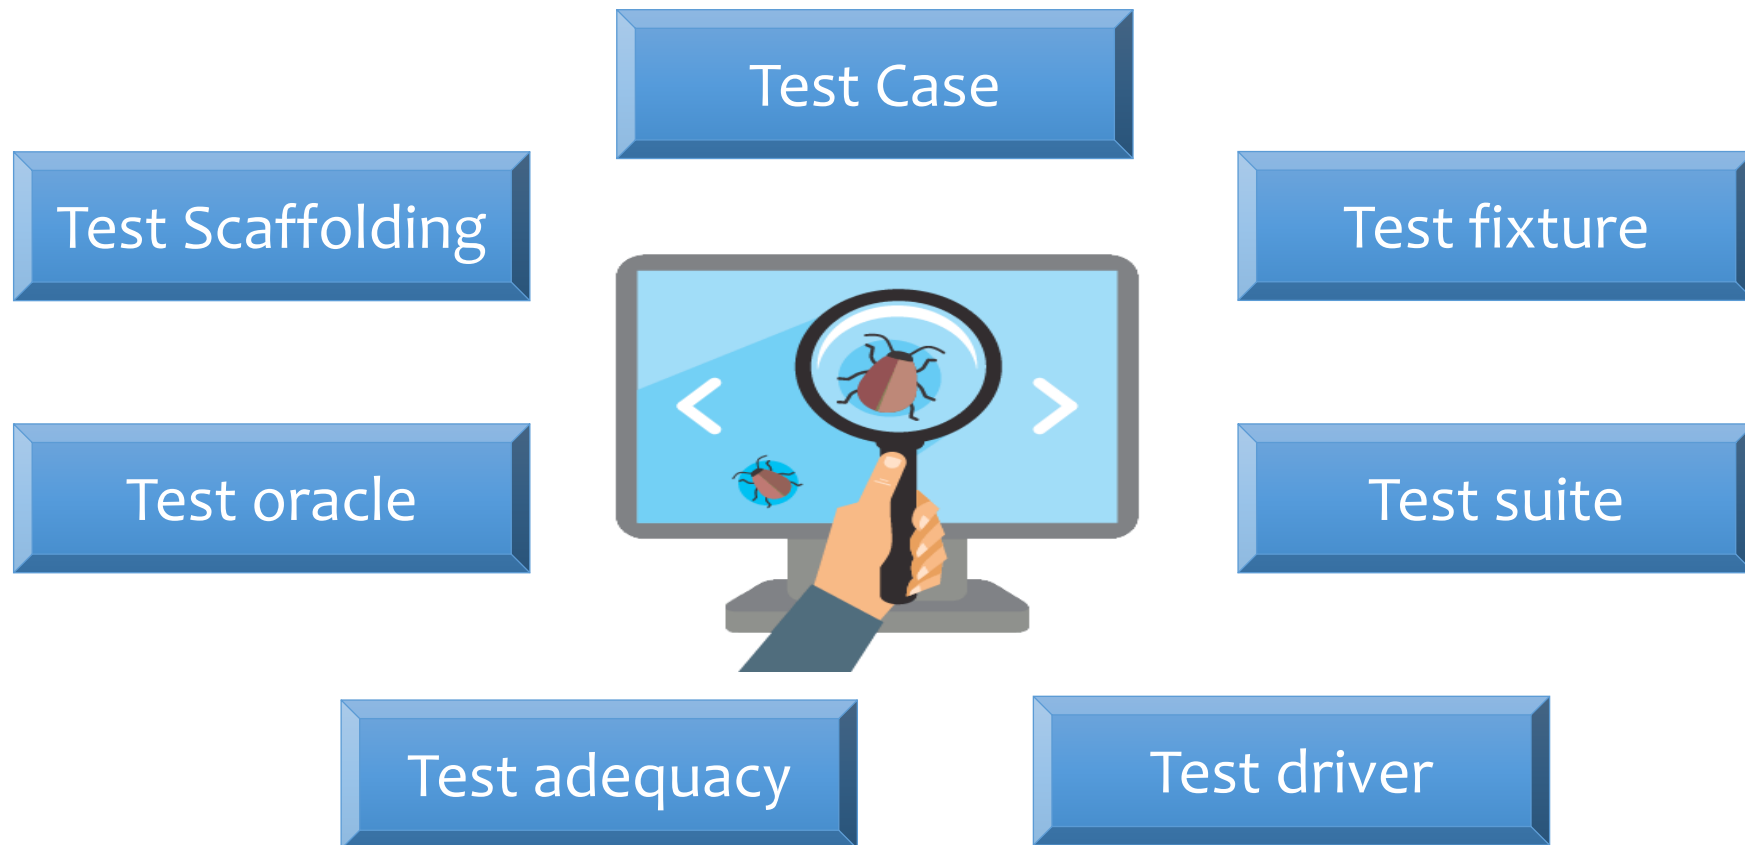 Test Case
Test Scaffolding
Test fixture
Test oracle
Test suite
Test adequacy
Test driver